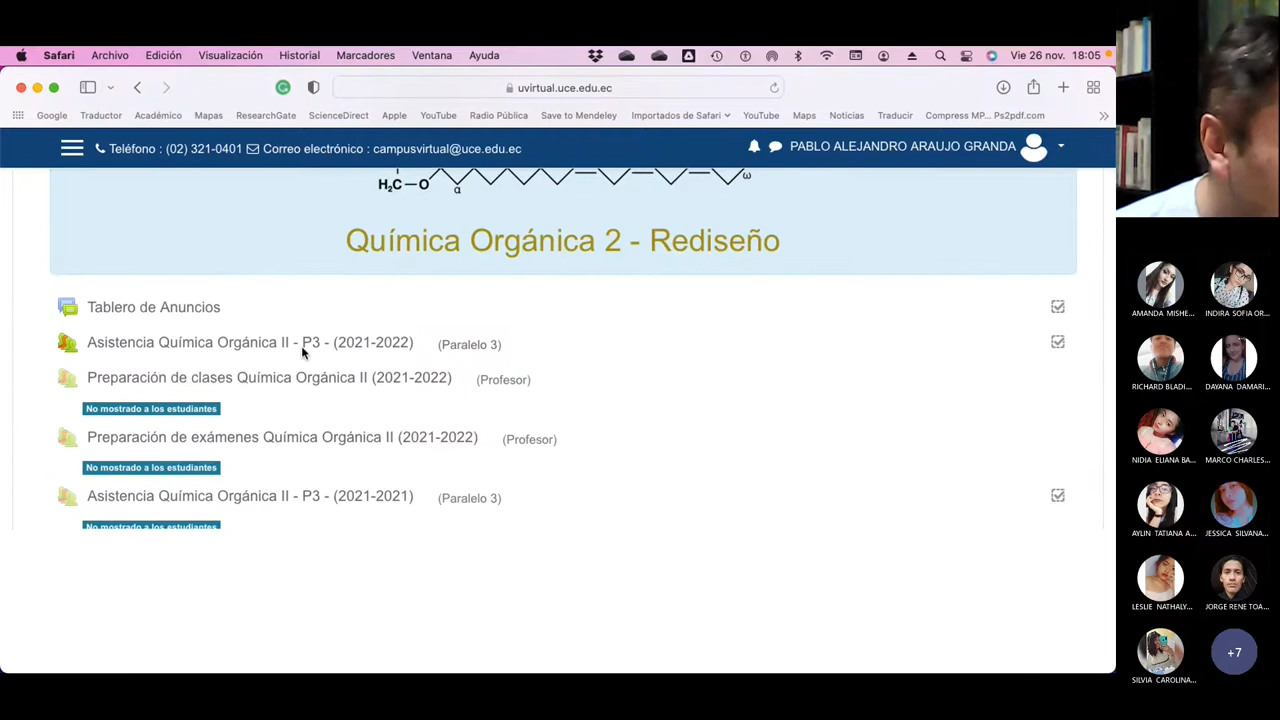 Safari Archivo Edición Visualización Historial Marcadores Ventana Ayuda Vie 26 nov. 18:05
uvirtual.uce.edu.ec
Google Traductor Académico Mapas ResearchGate ScienceDirect Apple YouTube Radio Pública Save to Mendeley Importados de Safari YouTube Maps Noticias Traducir Compress MP... Ps2pdf.com
Teléfono : (02) 321-0401 Correo electrónico : campusvirtual@uce.edu.ec PABLO ALEJANDRO ARAUJO GRANDA
H₂C—O α ω
Química Orgánica 2 - Rediseño
Tablero de Anuncios
Asistencia Química Orgánica II - P3 - (2021-2022) (Paralelo 3)
Preparación de clases Química Orgánica II (2021-2022) (Profesor)
No mostrado a los estudiantes
Preparación de exámenes Química Orgánica II (2021-2022) (Profesor)
No mostrado a los estudiantes
Asistencia Química Orgánica II - P3 - (2021-2021) (Paralelo 3)
No mostrado a los estudiantes
AMANDA MISHE... INDIRA SOFIA OR...
RICHARD BLADI... DAYANA DAMARI...
NIDIA ELIANA BA... MARCO CHARLES...
AYLIN TATIANA A... JESSICA SILVANA...
LESLIE NATHALY... JORGE RENE TOA...
SILVIA CAROLINA... +7